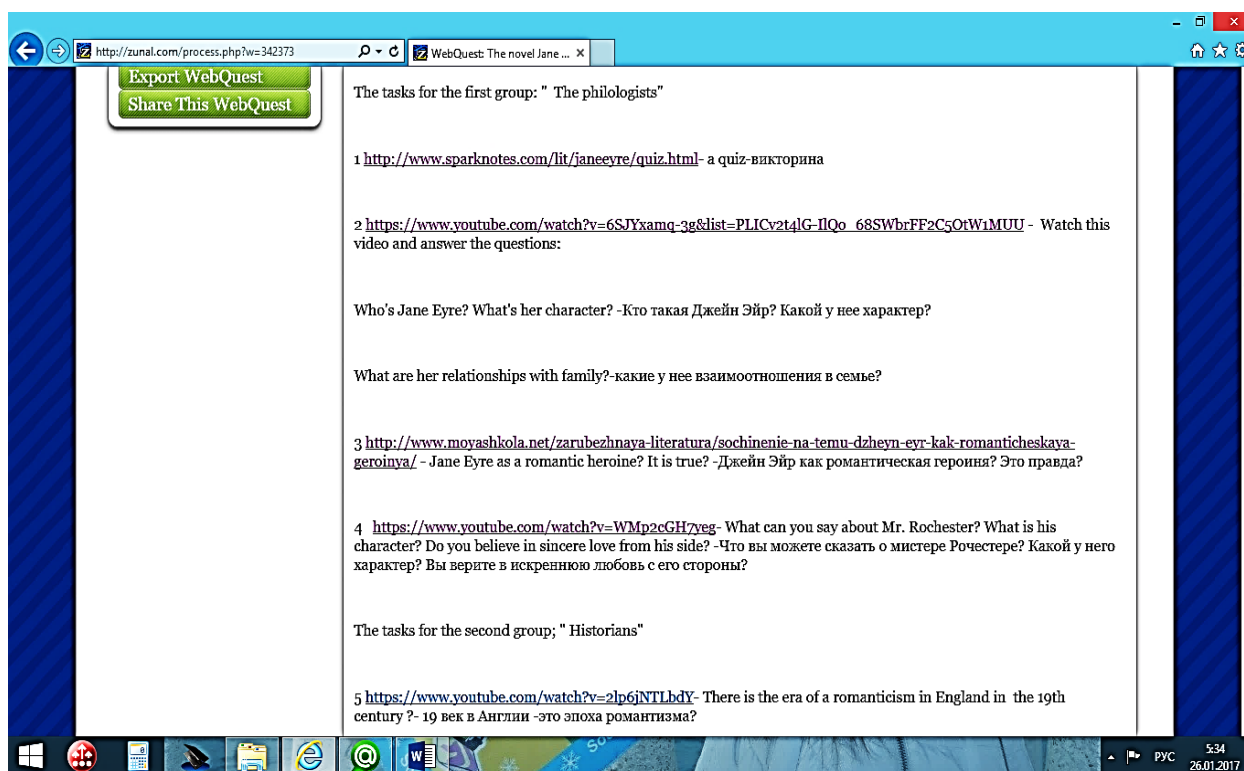 http://zunal.com/process.php?w=342373
WebQuest: The novel Jane ...
Export WebQuest
Share This WebQuest
The tasks for the first group: " The philologists"
1 http://www.sparknotes.com/lit/janeeyre/quiz.html- a quiz-викторина
2 https://www.youtube.com/watch?v=6SJYxamq-3g&list=PLICv2t4lG-IlQo_68SWbrFF2C5OtW1MUU - Watch this
video and answer the questions:
Who's Jane Eyre? What's her character? -Кто такая Джейн Эйр? Какой у нее характер?
What are her relationships with family?-какие у нее взаимоотношения в семье?
3 http://www.moyashkola.net/zarubezhnaya-literatura/sochinenie-na-temu-dzheyn-eyr-kak-romanticheskaya-
geroinya/ - Jane Eyre as a romantic heroine? It is true? -Джейн Эйр как романтическая героиня? Это правда?
4 https://www.youtube.com/watch?v=WMp2cGH7yeg- What can you say about Mr. Rochester? What is his
character? Do you believe in sincere love from his side? -Что вы можете сказать о мистере Рочестере? Какой у него
характер? Вы верите в искреннюю любовь с его стороны?
The tasks for the second group; " Historians"
5 https://www.youtube.com/watch?v=2lp6jNTLbdY- There is the era of a romanticism in England in the 19th
century ?- 19 век в Англии -это эпоха романтизма?
РУС
5:34
26.01.2017